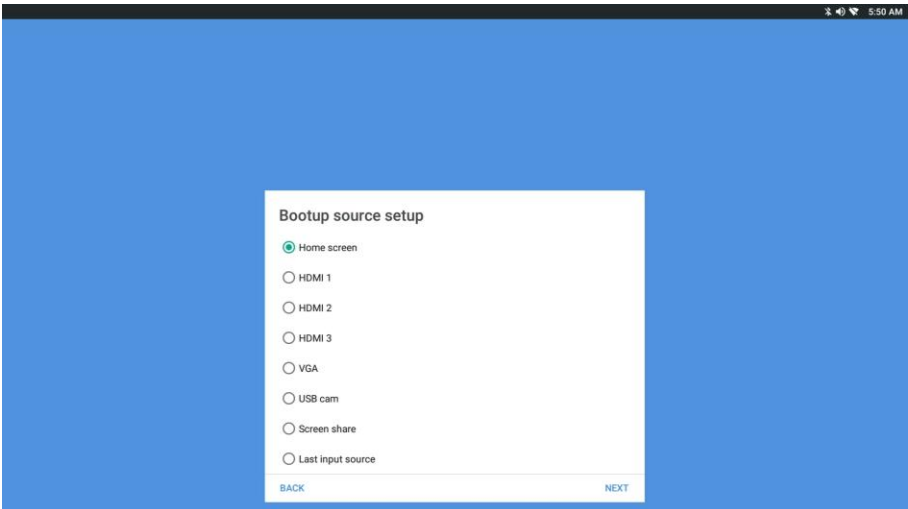 5:50 AM
Bootup source setup
Home screen
HDMI 1
HDMI 2
HDMI 3
VGA
USB cam
Screen share
Last input source
BACK NEXT